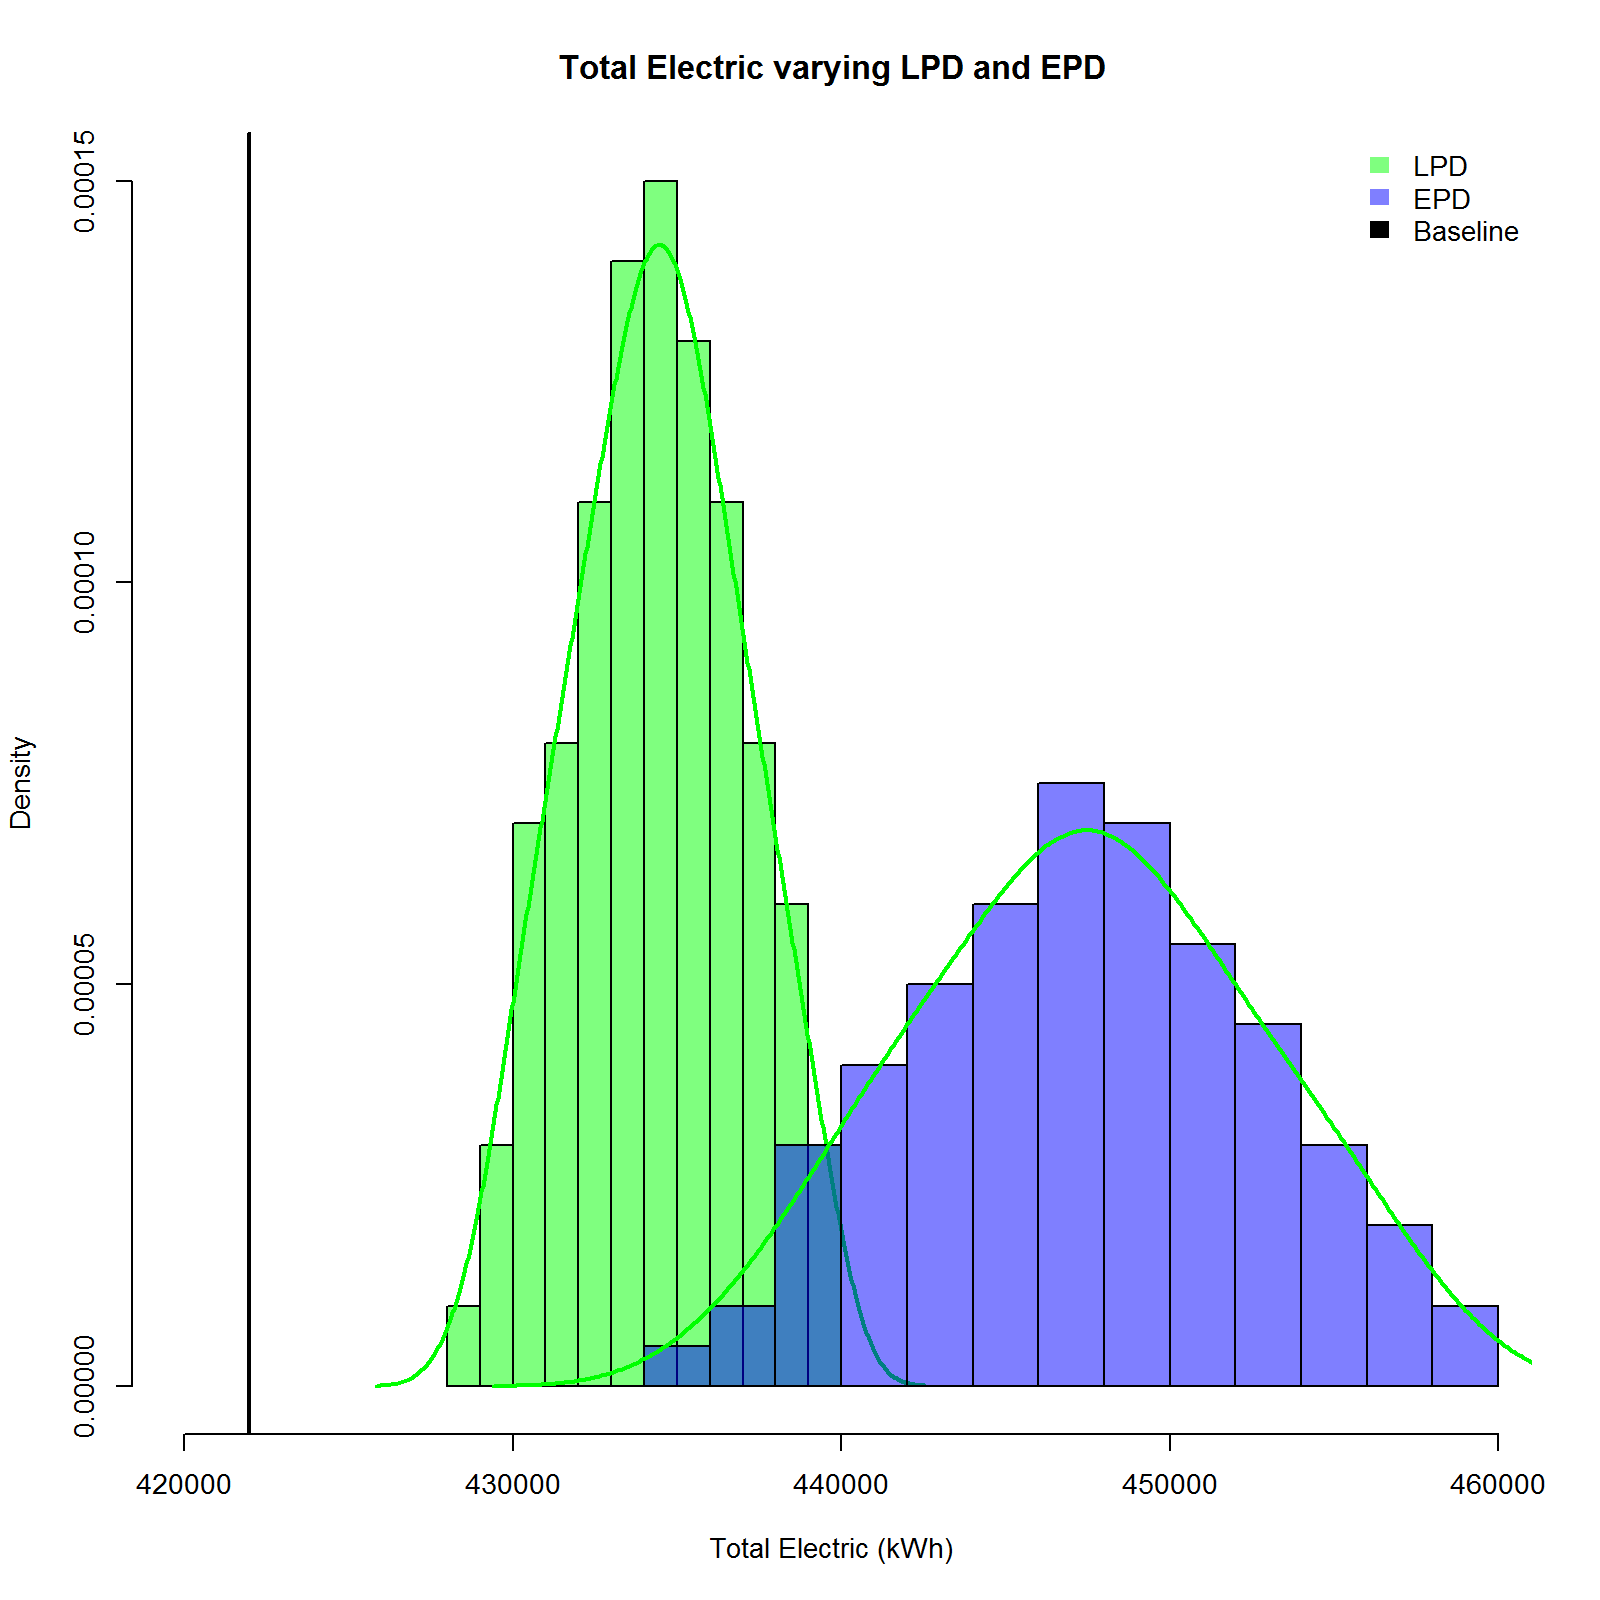 Total Electric varying LPD and EPD
LPD
EPD
Baseline
0.00015
0.00010
0.00005
0.00000
Density
420000
430000
440000
450000
460000
Total Electric (kWh)